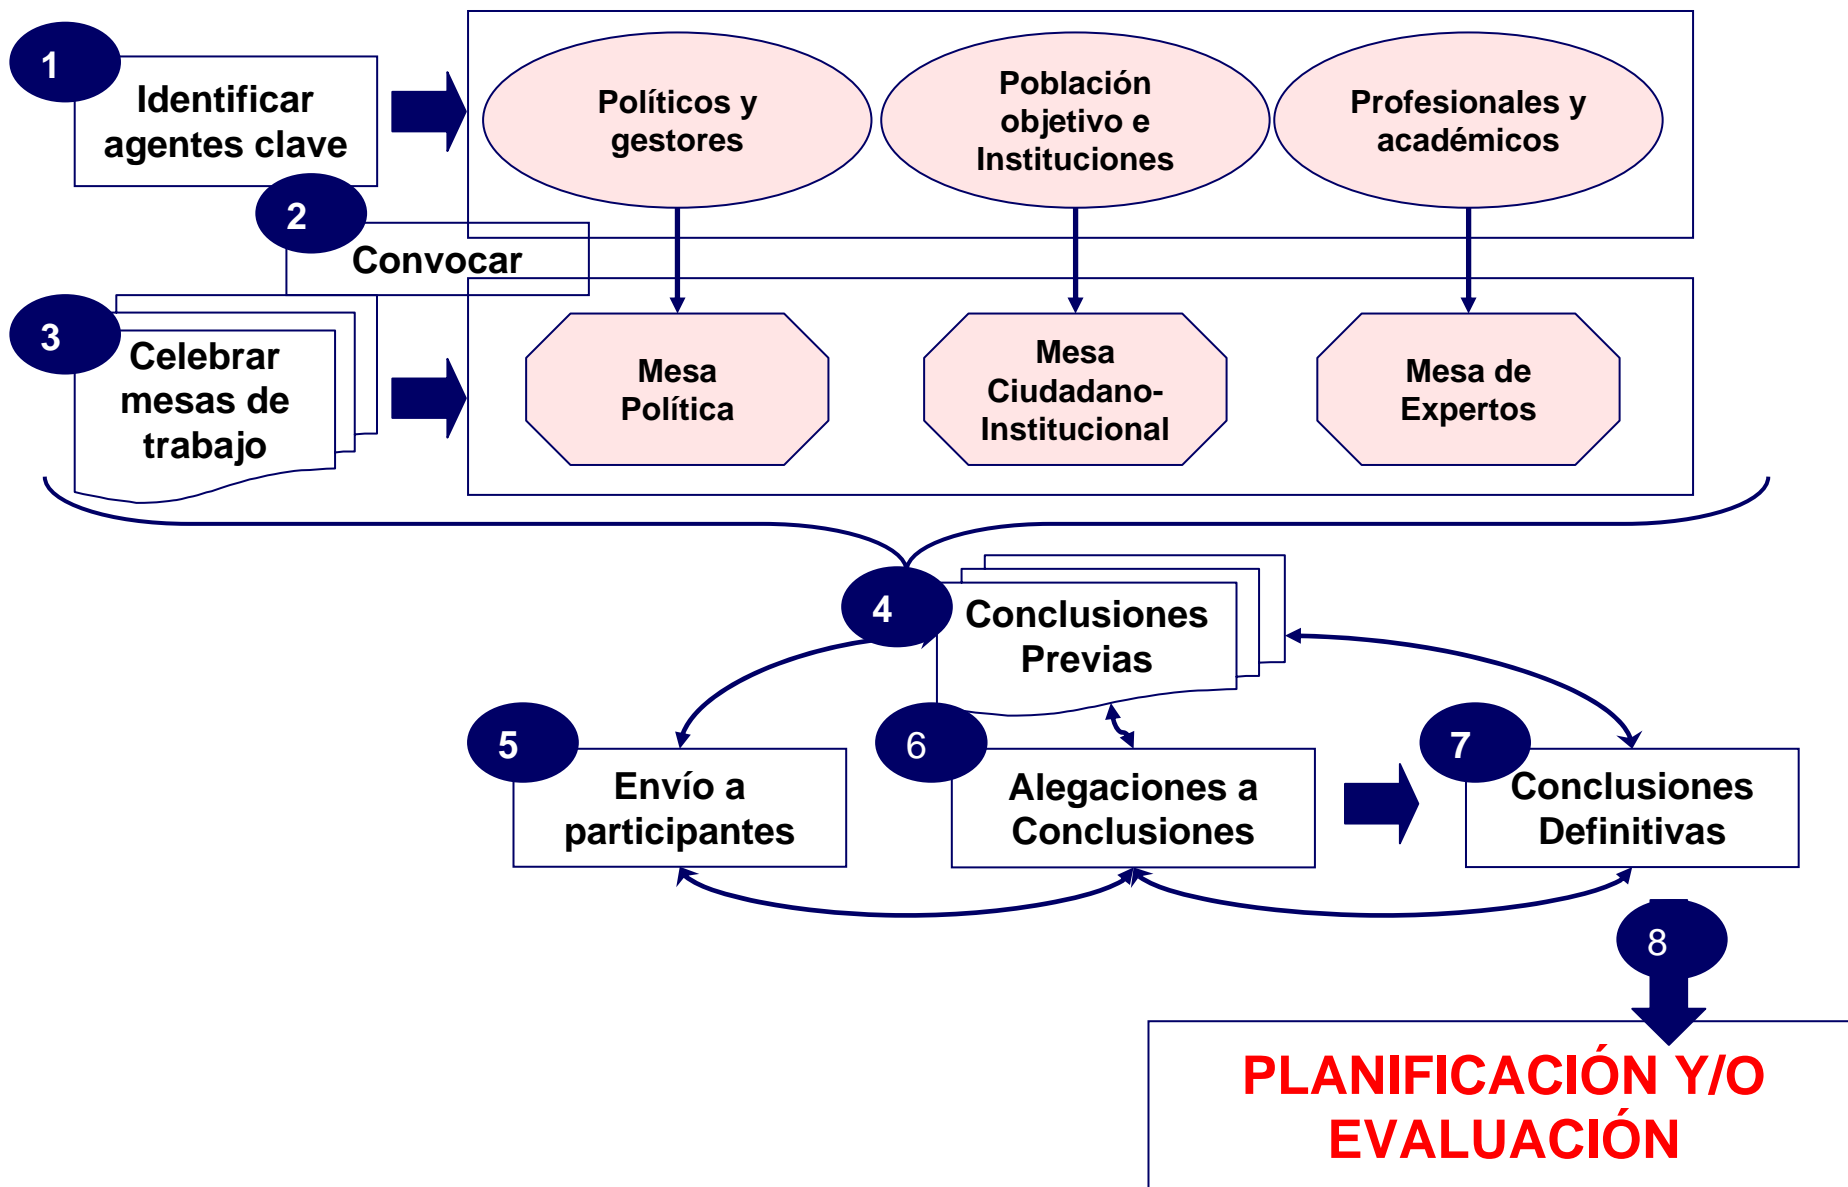 1
Identificar
agentes clave
Políticos y
gestores
Población
objetivo e
Instituciones
Profesionales y
académicos
2
Convocar
3
Celebrar
mesas de
trabajo
Mesa
Política
Mesa
Ciudadano-
Institucional
Mesa de
Expertos
4
Conclusiones
Previas
5
Envío a
participantes
6
Alegaciones a
Conclusiones
7
Conclusiones
Definitivas
8
PLANIFICACIÓN Y/O
EVALUACIÓN